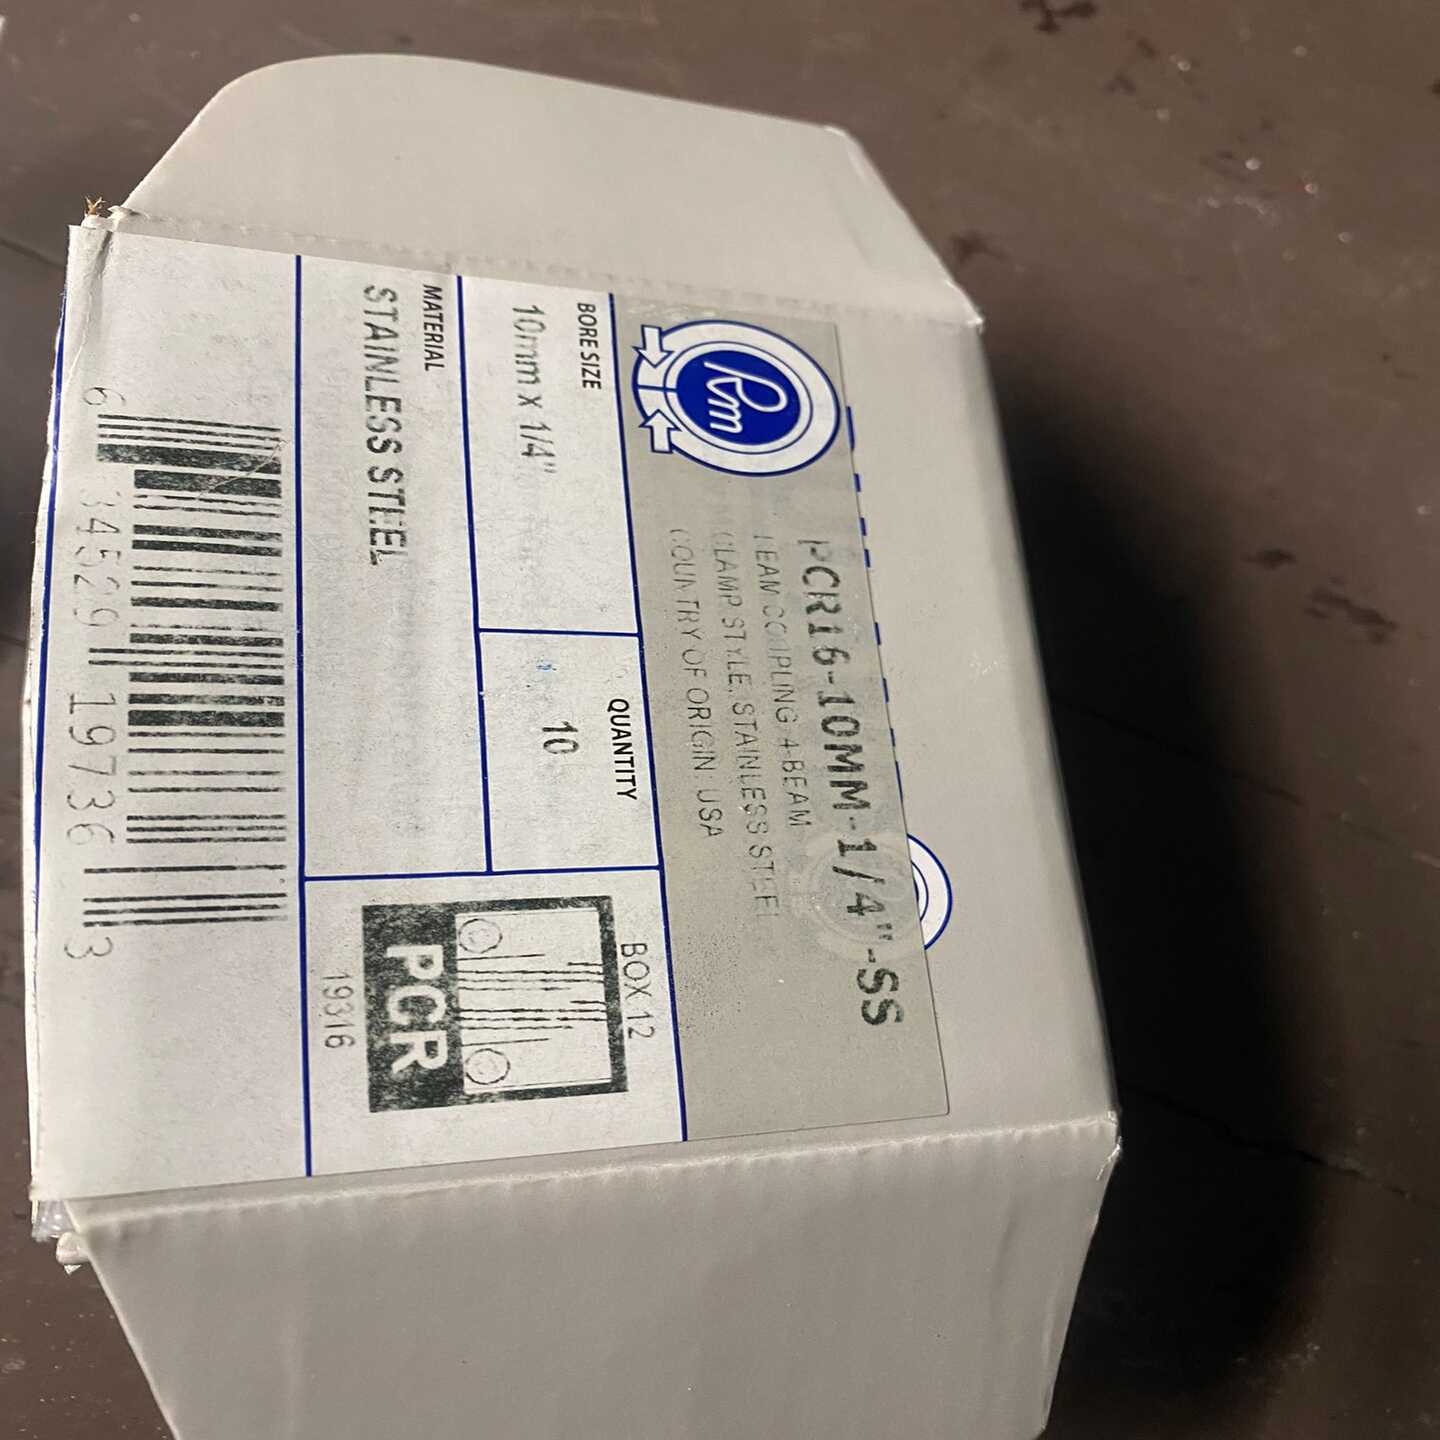 Rm
PCR16-10MM-1/4"-SS
BEAM COUPLING 4-BEAM
CLAMP STYLE, STAINLESS STEEL
COUNTRY OF ORIGIN: USA
BORE SIZE
10mm x 1/4"
QUANTITY
10
BOX 12
PCR
19316
MATERIAL
STAINLESS STEEL
6 34529 19736 3